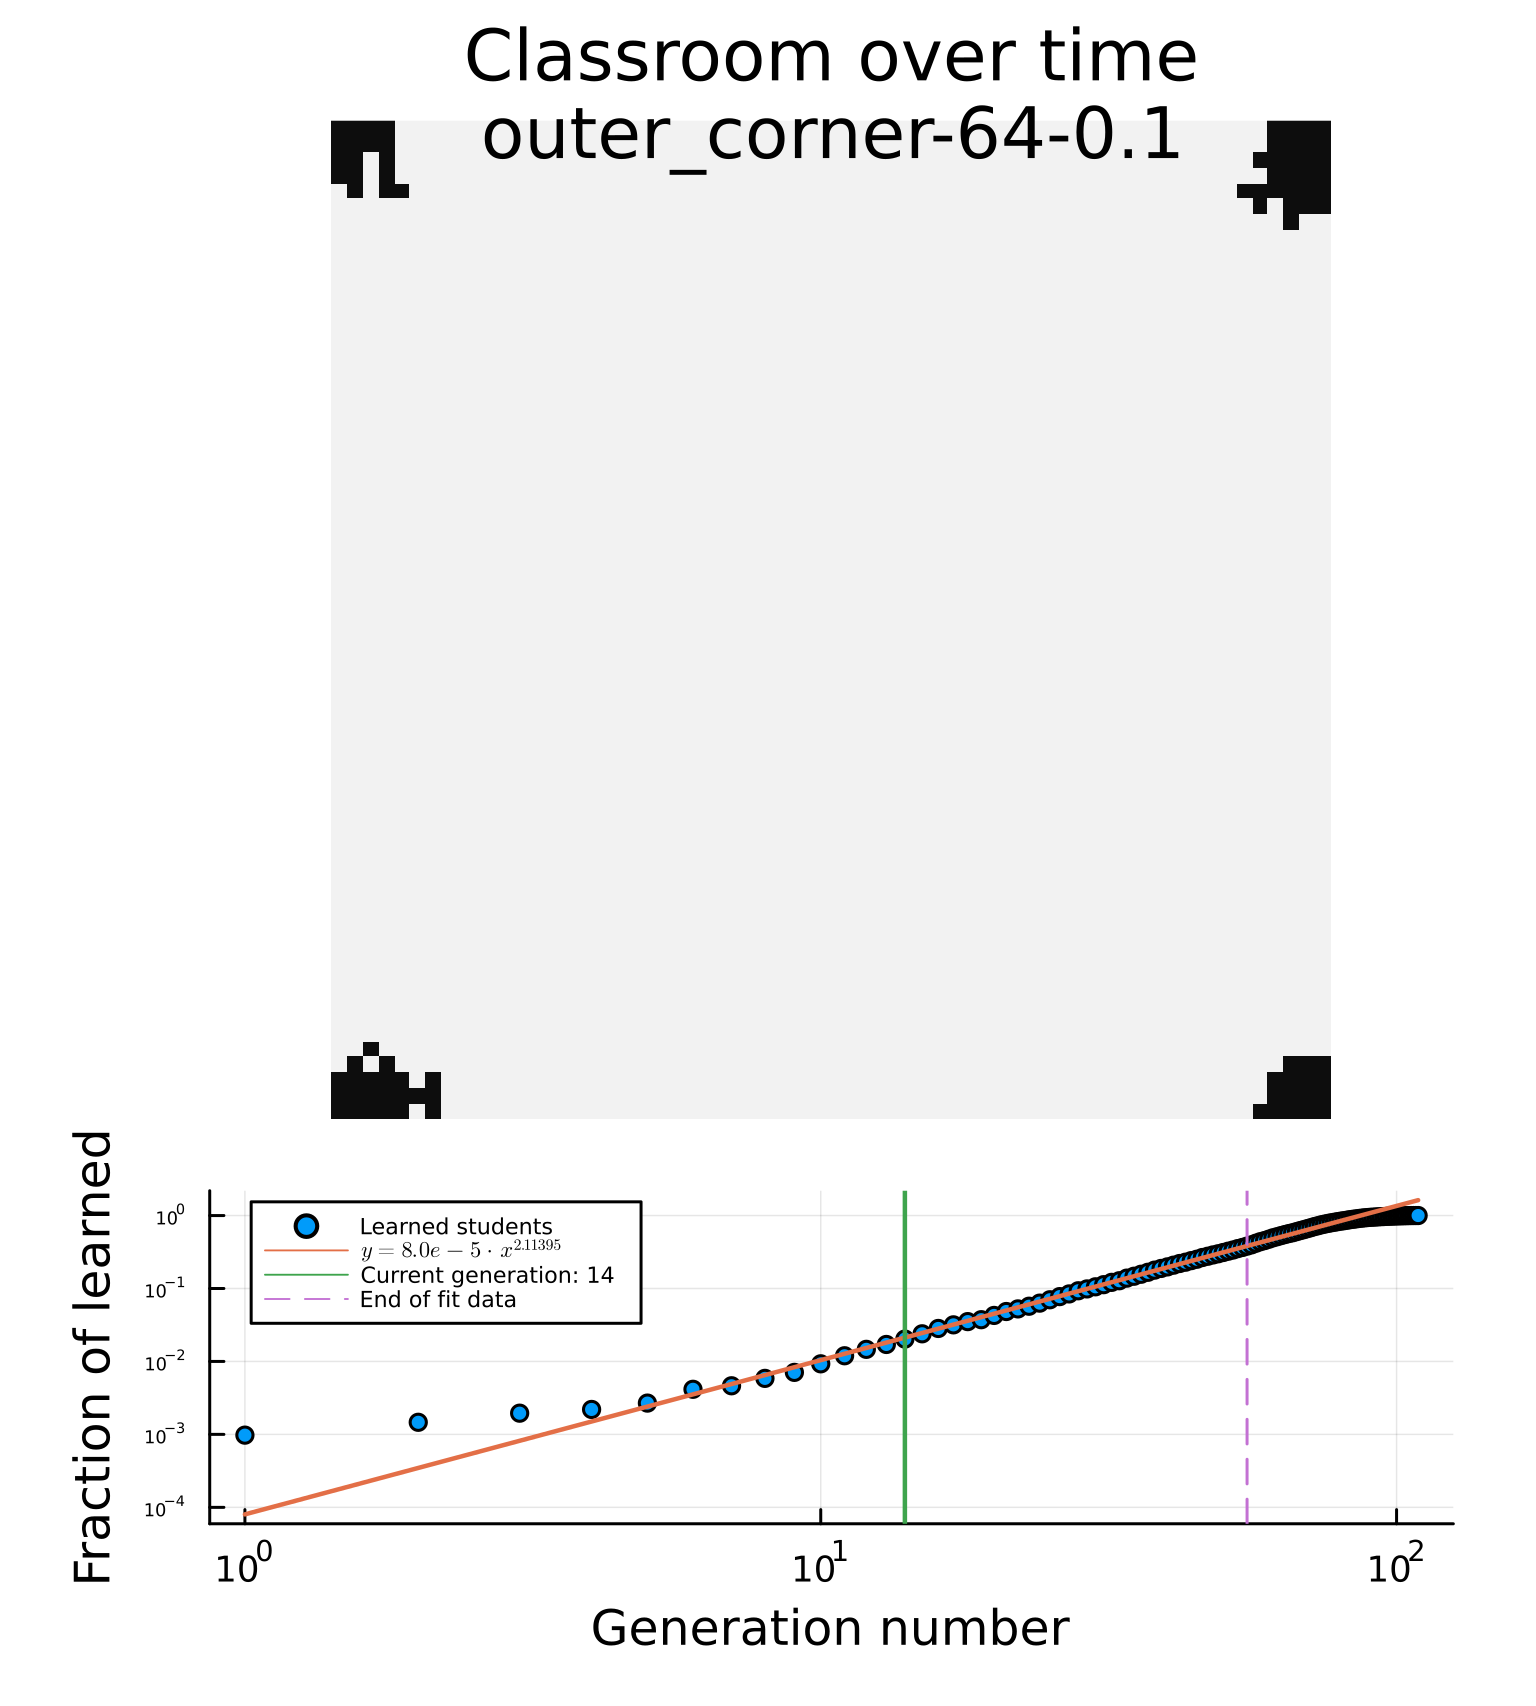 Classroom over time
outer_corner-64-0.1
Fraction of learned
10^0
10^-1
10^-2
10^-3
10^-4
Learned students
y = 8.0e − 5 · x^2.11395
Current generation: 14
End of fit data
10^0 10^1 10^2
Generation number